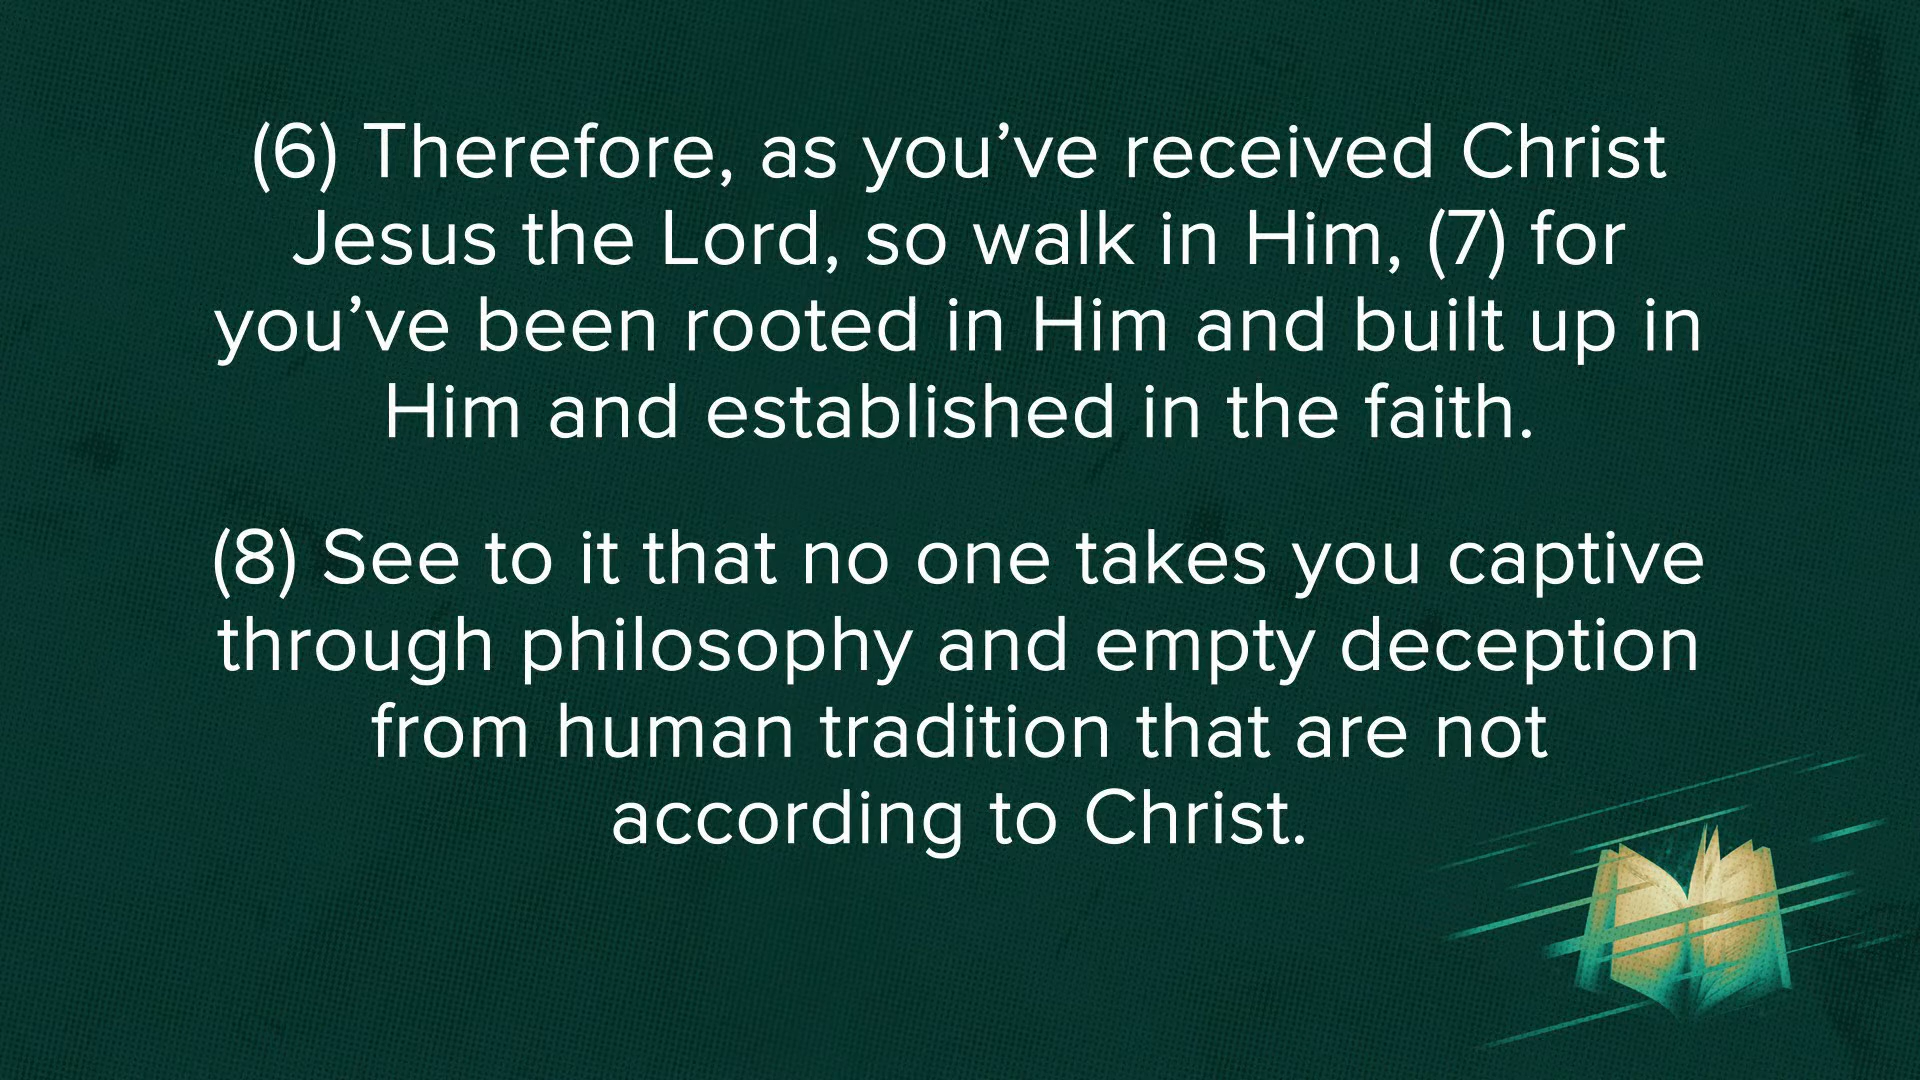 (6) Therefore, as you’ve received Christ
Jesus the Lord, so walk in Him, (7) for
you’ve been rooted in Him and built up in
Him and established in the faith.
(8) See to it that no one takes you captive
through philosophy and empty deception
from human tradition that are not
according to Christ.